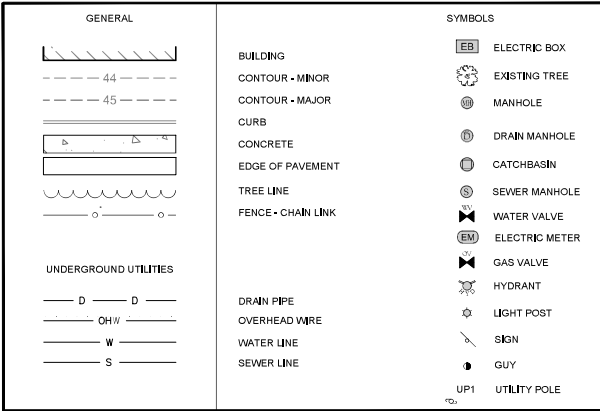 GENERAL
SYMBOLS
EB ELECTRIC BOX
BUILDING
EXISTING TREE
44 CONTOUR - MINOR
45 CONTOUR - MAJOR
MH MANHOLE
CURB
D DRAIN MANHOLE
CONCRETE
EDGE OF PAVEMENT
CATCHBASIN
TREE LINE
S SEWER MANHOLE
FENCE - CHAIN LINK
WV WATER VALVE
EM ELECTRIC METER
UNDERGROUND UTILITIES
GV GAS VALVE
HYDRANT
D D DRAIN PIPE
LIGHT POST
OHW OVERHEAD WIRE
W WATER LINE
SIGN
S SEWER LINE
GUY
UP1 UTILITY POLE